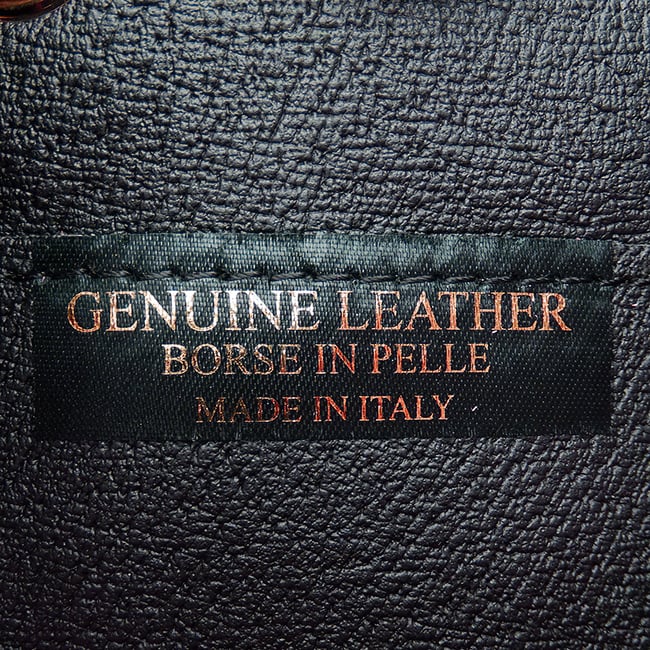 GENUINE LEATHER
BORSE IN PELLE
MADE IN ITALY